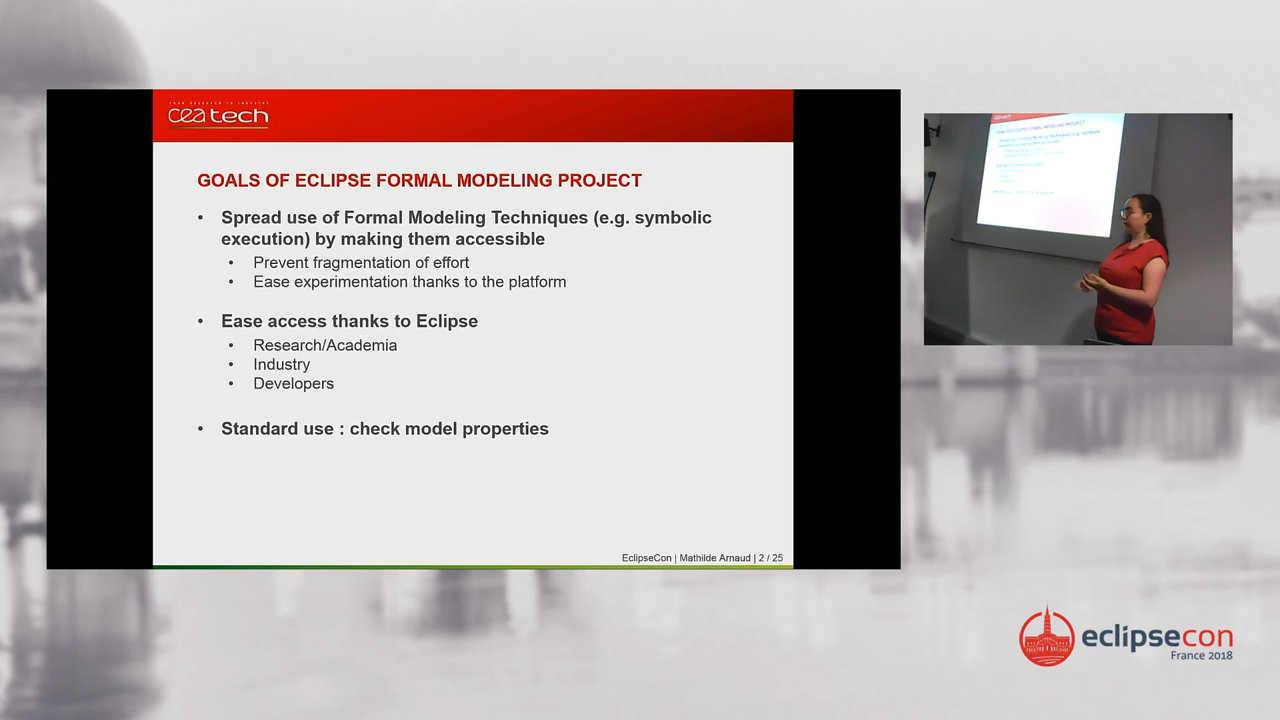 FROM RESEARCH TO INDUSTRY
ceatech
GOALS OF ECLIPSE FORMAL MODELING PROJECT
• Spread use of Formal Modeling Techniques (e.g. symbolic
execution) by making them accessible
• Prevent fragmentation of effort
• Ease experimentation thanks to the platform
• Ease access thanks to Eclipse
• Research/Academia
• Industry
• Developers
• Standard use : check model properties
EclipseCon | Mathilde Arnaud | 2 / 25
eclipsecon
France 2018